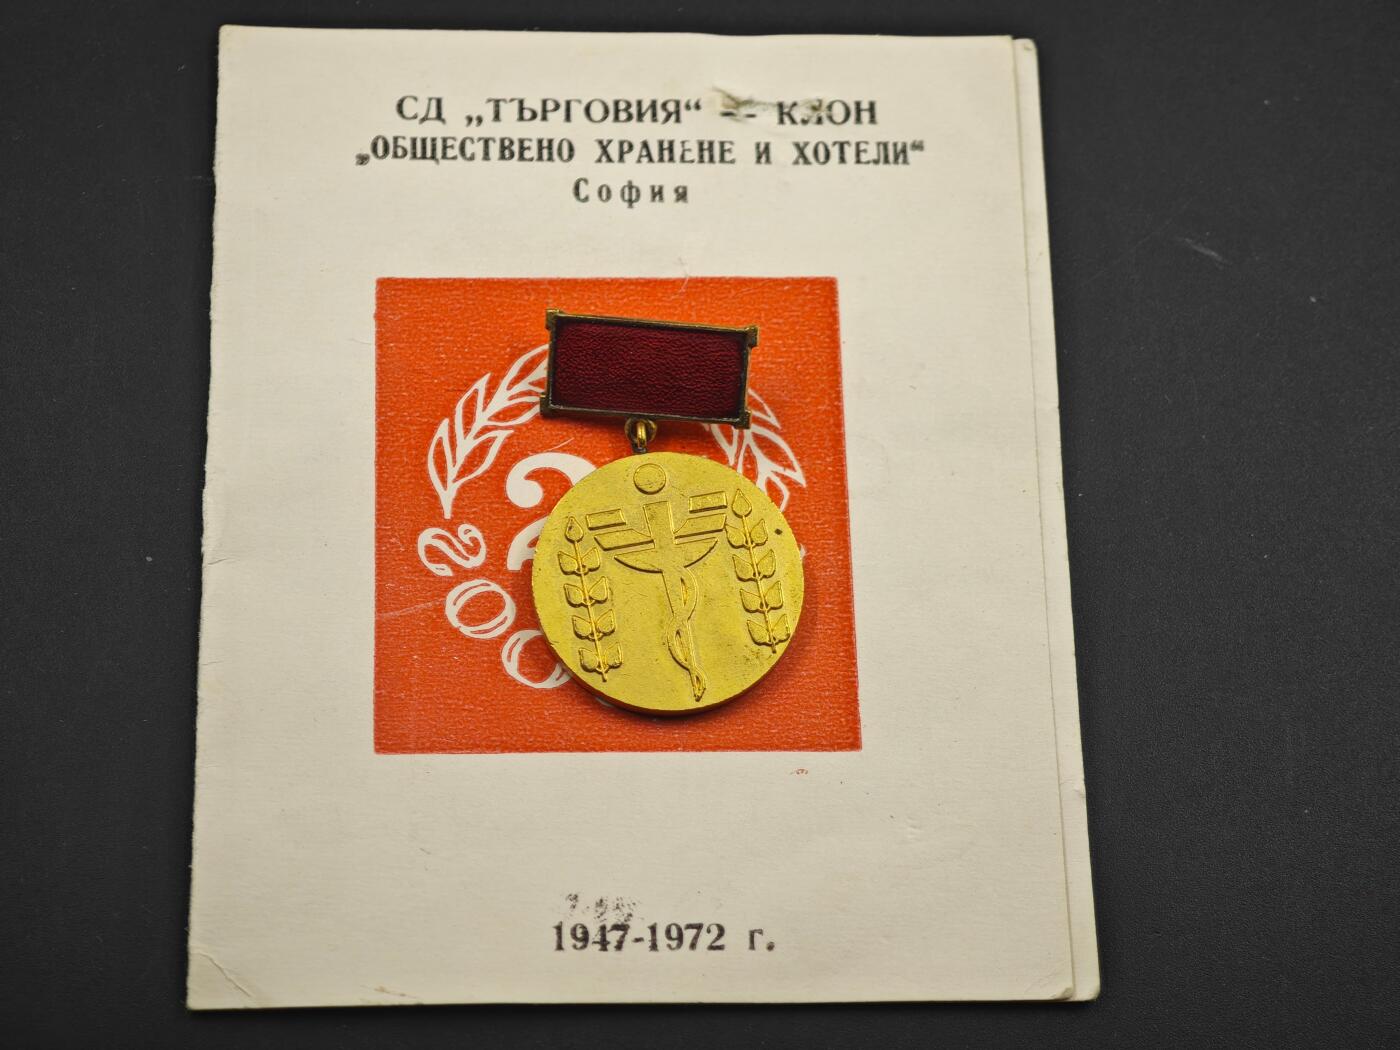 СД „ТЪРГОВИЯ“ -- КЛОН
„ОБЩЕСТВЕНО ХРАНЕНЕ И ХОТЕЛИ“
София
1947-1972 г.